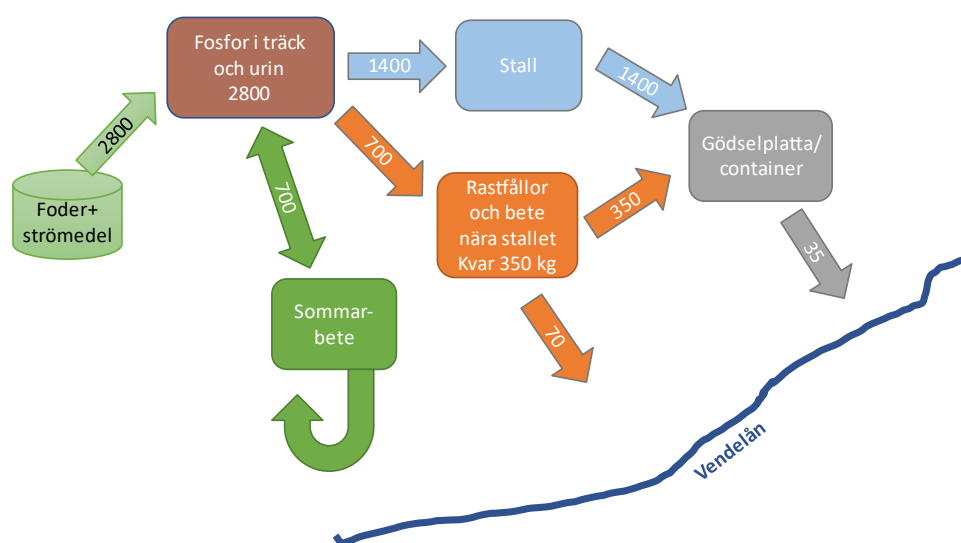 Fosfor i träck
och urin
2800
1400
Stall
1400
2800
700
Gödselplatta/
container
Foder+
strömedel
700
Rastfållor
och bete
nära stallet
Kvar 350 kg
350
35
Sommar-
bete
70
Vendelån